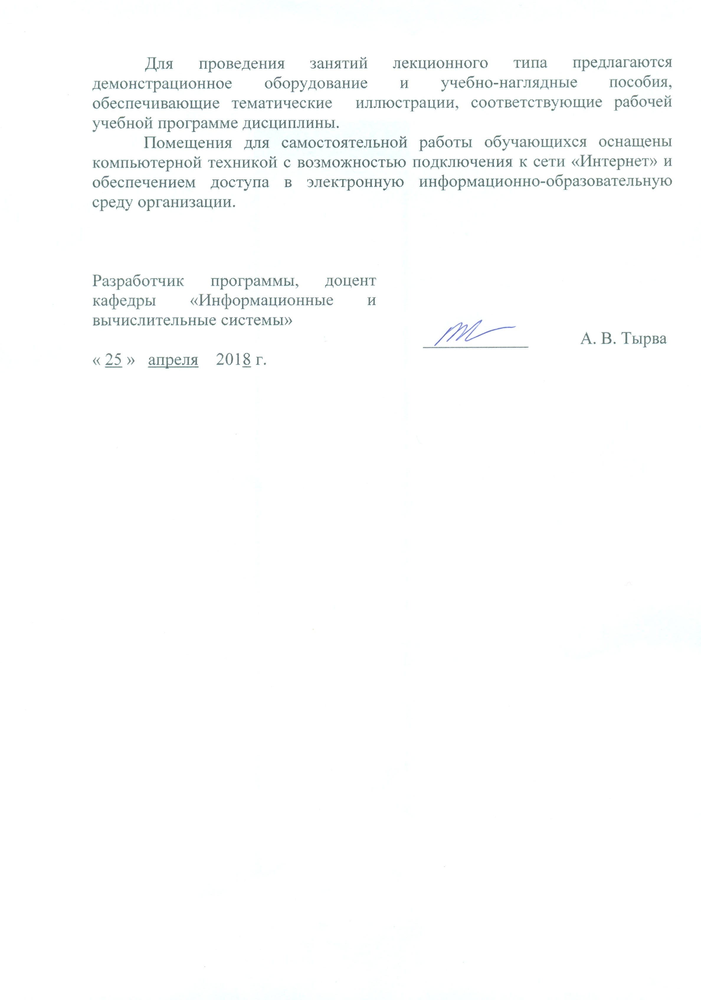 Для проведения занятий лекционного типа предлагаются
демонстрационное оборудование и учебно-наглядные пособия,
обеспечивающие тематические иллюстрации, соответствующие рабочей
учебной программе дисциплины.
Помещения для самостоятельной работы обучающихся оснащены
компьютерной техникой с возможностью подключения к сети «Интернет» и
обеспечением доступа в электронную информационно-образовательную
среду организации.
Разработчик программы, доцент
кафедры «Информационные и
вычислительные системы»
А. В. Тырва
« 25 » апреля 2018 г.